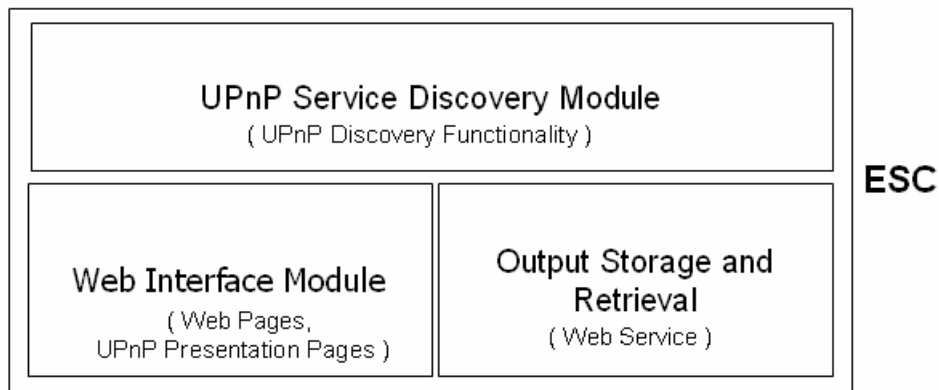 UPnP Service Discovery Module
( UPnP Discovery Functionality )
ESC
Web Interface Module
( Web Pages,
UPnP Presentation Pages )
Output Storage and
Retrieval
( Web Service )